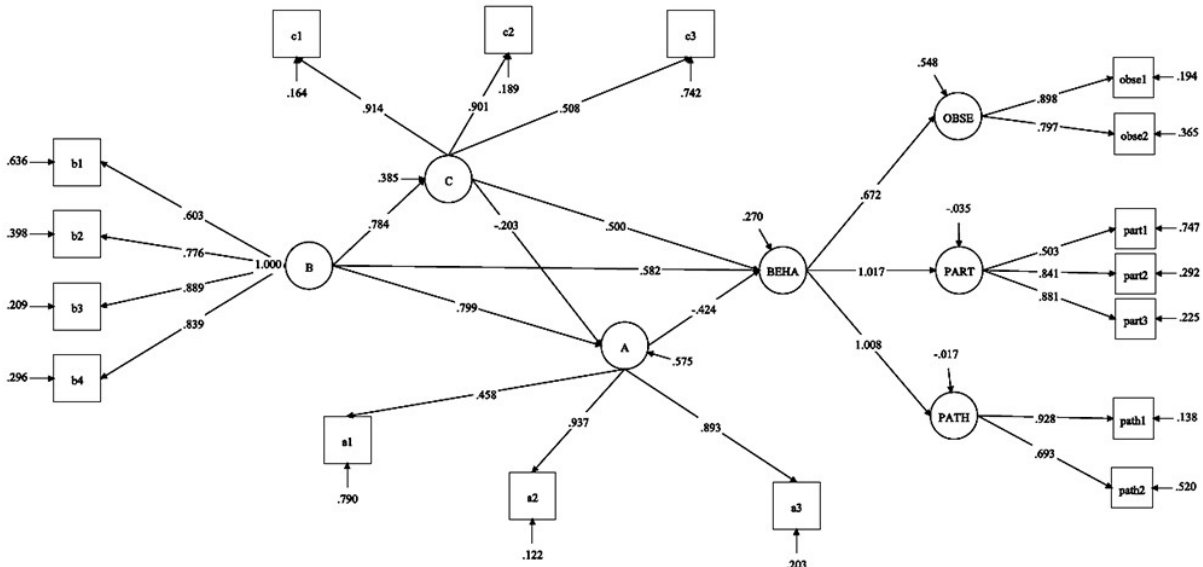 c1
c2
c3
.164
.189
.742
.914
.901
.508
.548
OBSE
.898
.797
obse1
.194
obse2
.365
.636
b1
.398
b2
.209
b3
.296
b4
.603
.776
.889
.839
1.000
B
.385
C
.784
-.203
.500
.582
.799
.672
.270
BEHA
-.424
1.017
1.008
-.035
PART
.503
.841
.881
part1
.747
part2
.292
part3
.225
A
.575
.458
.937
.893
a1
.790
a2
.122
a3
.203
-.017
PATH
.928
.693
path1
.138
path2
.520